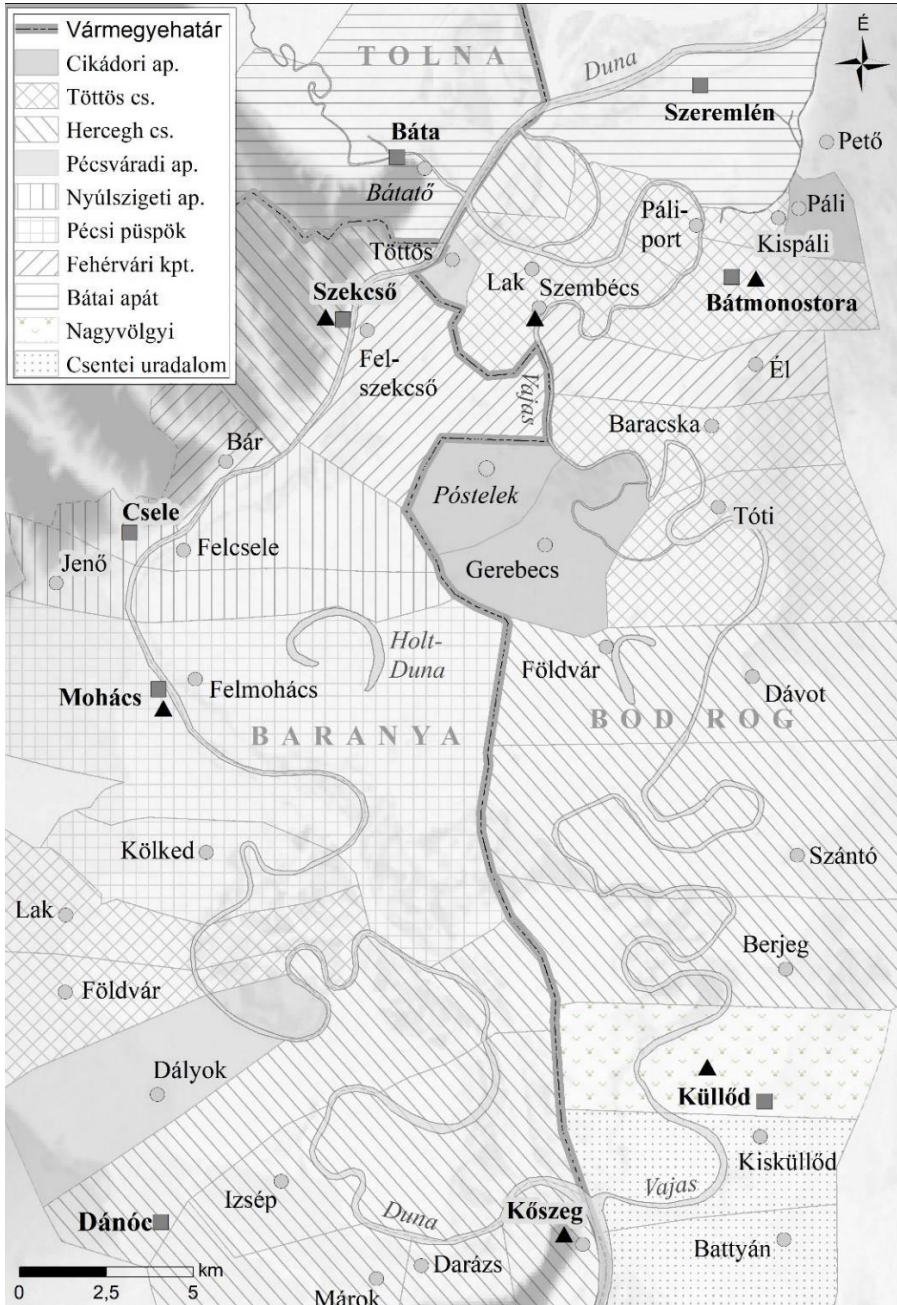 Vármegyehatár
Cikádori ap.
Töttös cs.
Hercegh cs.
Pécsváradi ap.
Nyúlszigeti ap.
Pécsi püspök
Fehérvári kpt.
Bátai apát
Nagyvölgyi
Csentei uradalom
É
TOLNA
Duna
Szeremlén
Báta
Bátatő
Pető
Páli-
port
Páli
Kispáli
Töttös
Lak
Szembécs
Bátmonostora
Szekcső
Fel-
szekcső
Vajas
Él
Baracska
Bár
Póstelek
Tóti
Csele
Felcsele
Jenő
Gerebecs
Holt-
Duna
Földvár
Felmohács
Dávot
Mohács
BARANYA
BODROG
Kölked
Szántó
Lak
Berjeg
Földvár
Dályok
Küllőd
Kisküllőd
Izsép
Vajas
Dánóc
Duna
Kőszeg
Battyán
Darázs
Márok
km
0 2,5 5